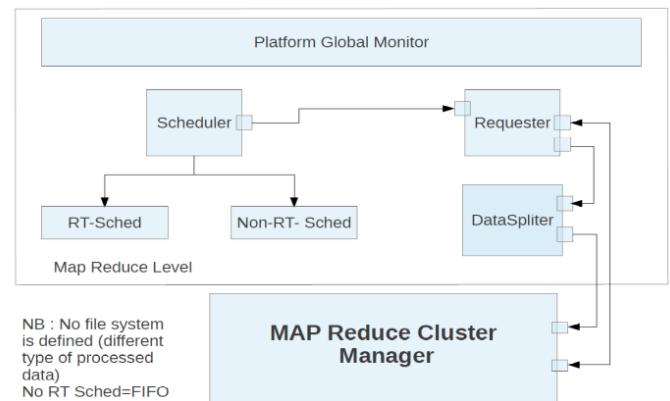 Platform Global Monitor
Scheduler
Requester
RT-Sched
Non-RT- Sched
DataSpliter
Map Reduce Level
NB : No file system
is defined (different
type of processed
data)
No RT Sched=FIFO
MAP Reduce Cluster
Manager